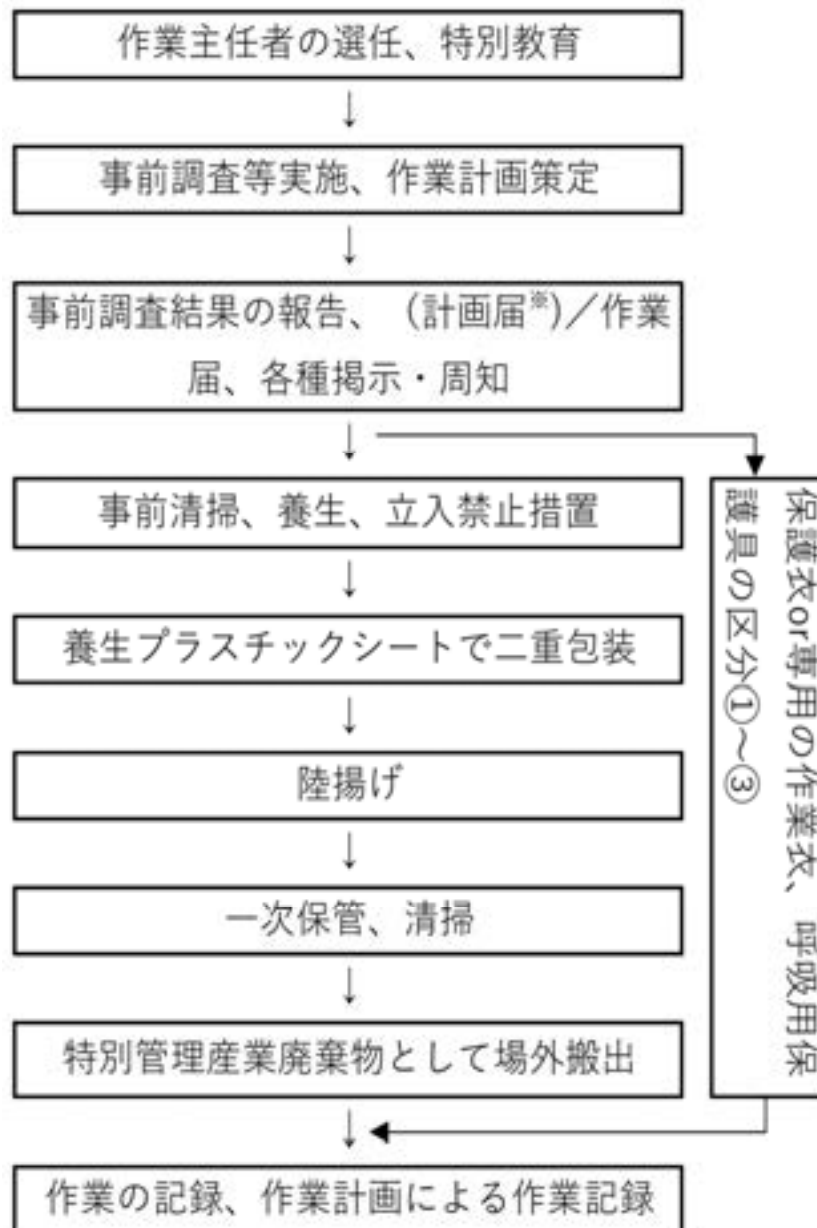 作業主任者の選任、特別教育
↓
事前調査等実施、作業計画策定
↓
事前調査結果の報告、（計画届※）／作業
届、各種掲示・周知
↓
事前清掃、養生、立入禁止措置
↓
養生プラスチックシートで二重包装
↓
陸揚げ
↓
一次保管、清掃
↓
特別管理産業廃棄物として場外搬出
↓
作業の記録、作業計画による作業記録
保護衣or専用の作業衣、呼吸用保
護具の区分①～③